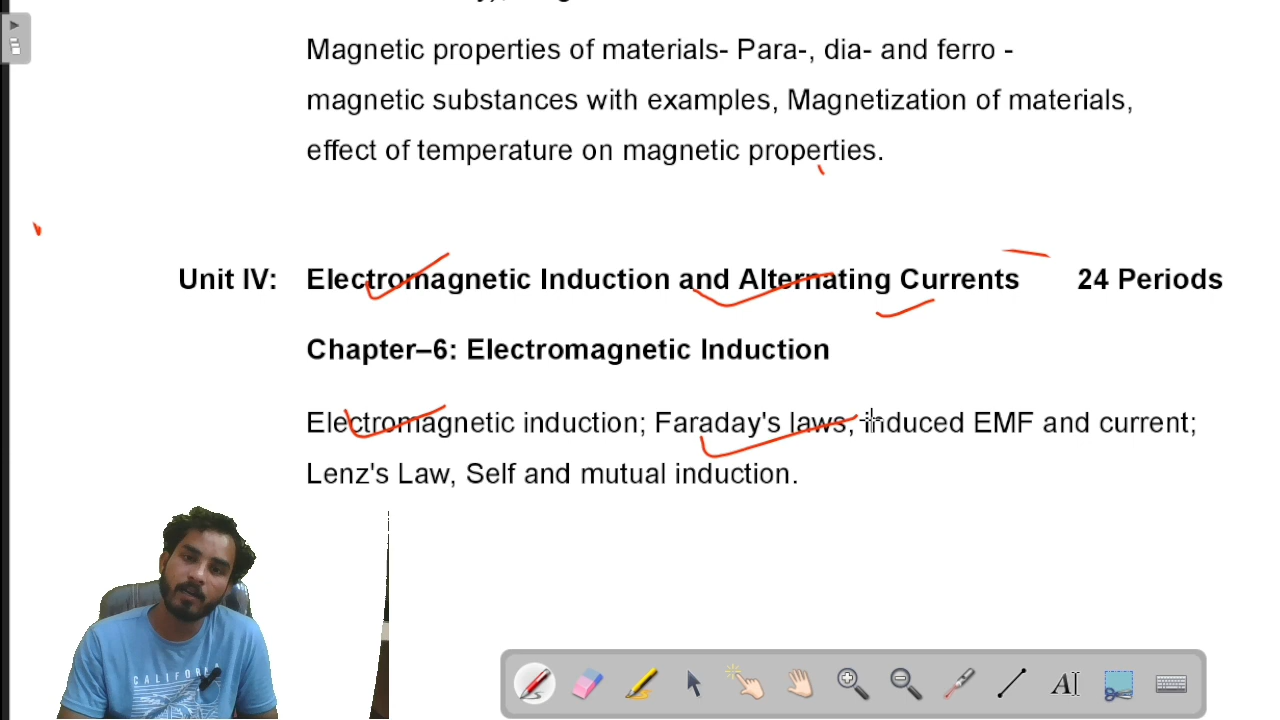 Magnetic properties of materials- Para-, dia- and ferro -
magnetic substances with examples, Magnetization of materials,
effect of temperature on magnetic properties.
Unit IV: Electromagnetic Induction and Alternating Currents 24 Periods
Chapter–6: Electromagnetic Induction
Electromagnetic induction; Faraday's laws, induced EMF and current;
Lenz's Law, Self and mutual induction.
CALIFORNIA
AI